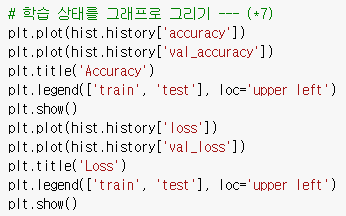 # 학습 상태를 그래프로 그리기 --- (*7)
plt.plot(hist.history['accuracy'])
plt.plot(hist.history['val_accuracy'])
plt.title('Accuracy')
plt.legend(['train', 'test'], loc='upper left')
plt.show()
plt.plot(hist.history['loss'])
plt.plot(hist.history['val_loss'])
plt.title('Loss')
plt.legend(['train', 'test'], loc='upper left')
plt.show()